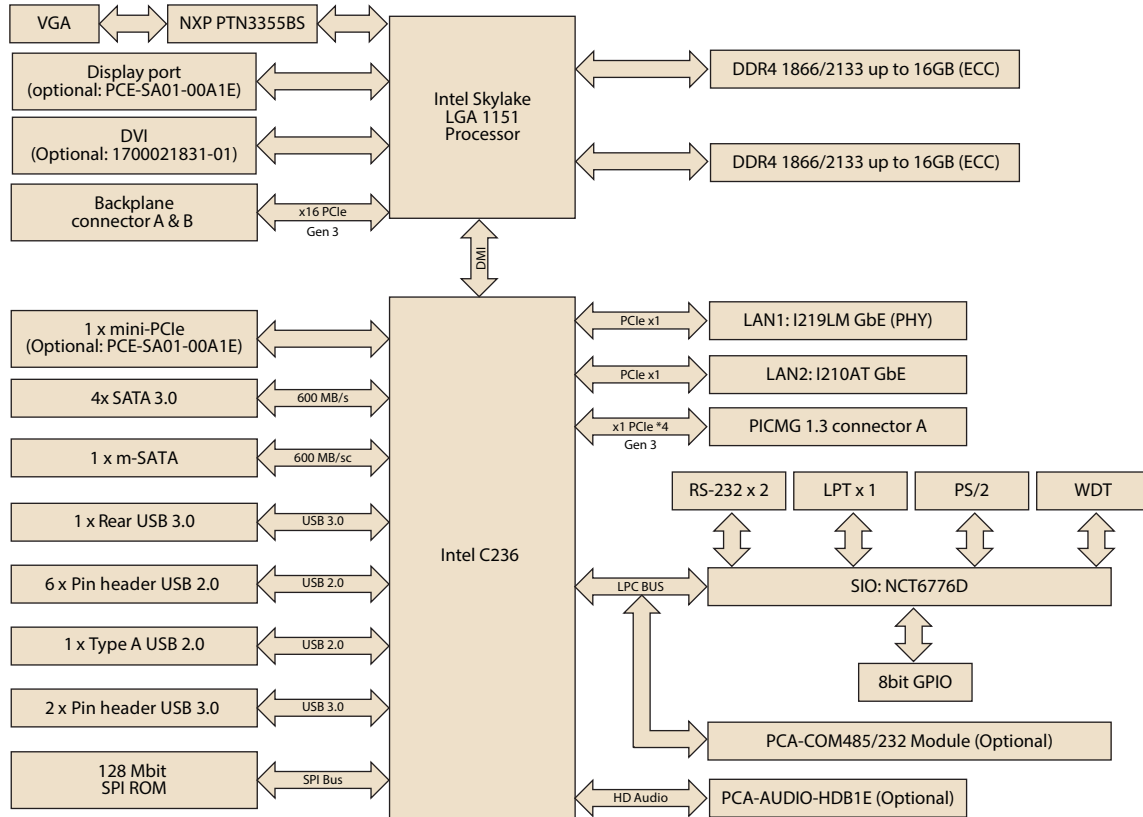 VGA
NXP PTN3355BS
Display port
(optional: PCE-SA01-00A1E)
DVI
(Optional: 1700021831-01)
Backplane
connector A & B
x16 PCIe
Gen 3
Intel Skylake
LGA 1151
Processor
DDR4 1866/2133 up to 16GB (ECC)
DDR4 1866/2133 up to 16GB (ECC)
DMI
1 x mini-PCIe
(Optional: PCE-SA01-00A1E)
4x SATA 3.0
600 MB/s
1 x m-SATA
600 MB/sc
1 x Rear USB 3.0
USB 3.0
6 x Pin header USB 2.0
USB 2.0
1 x Type A USB 2.0
USB 2.0
2 x Pin header USB 3.0
USB 3.0
128 Mbit
SPI ROM
SPI Bus
Intel C236
PCIe x1
LAN1: I219LM GbE (PHY)
PCIe x1
LAN2: I210AT GbE
x1 PCIe *4
Gen 3
PICMG 1.3 connector A
RS-232 x 2
LPT x 1
PS/2
WDT
LPC BUS
SIO: NCT6776D
8bit GPIO
PCA-COM485/232 Module (Optional)
HD Audio
PCA-AUDIO-HDB1E (Optional)